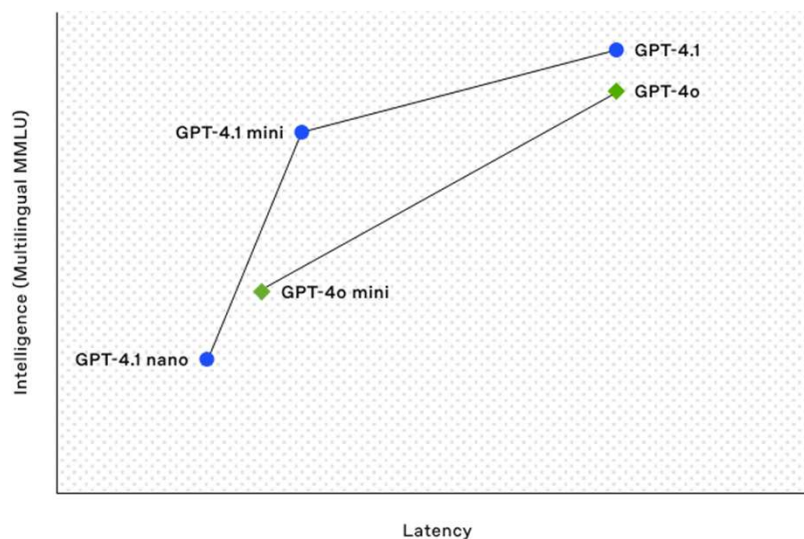 GPT-4.1
GPT-4o
GPT-4.1 mini
GPT-4o mini
GPT-4.1 nano
Intelligence (Multilingual MMLU)
Latency